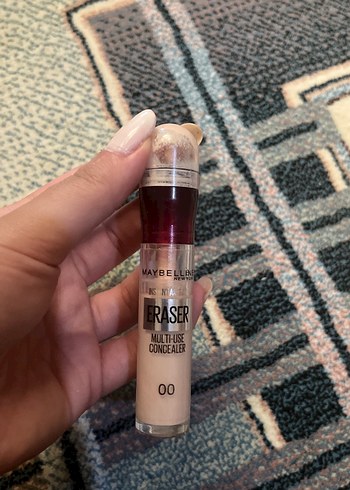 MAYBELLINE
NEW YORK
ERASER
MULTI-USE
CONCEALER
00